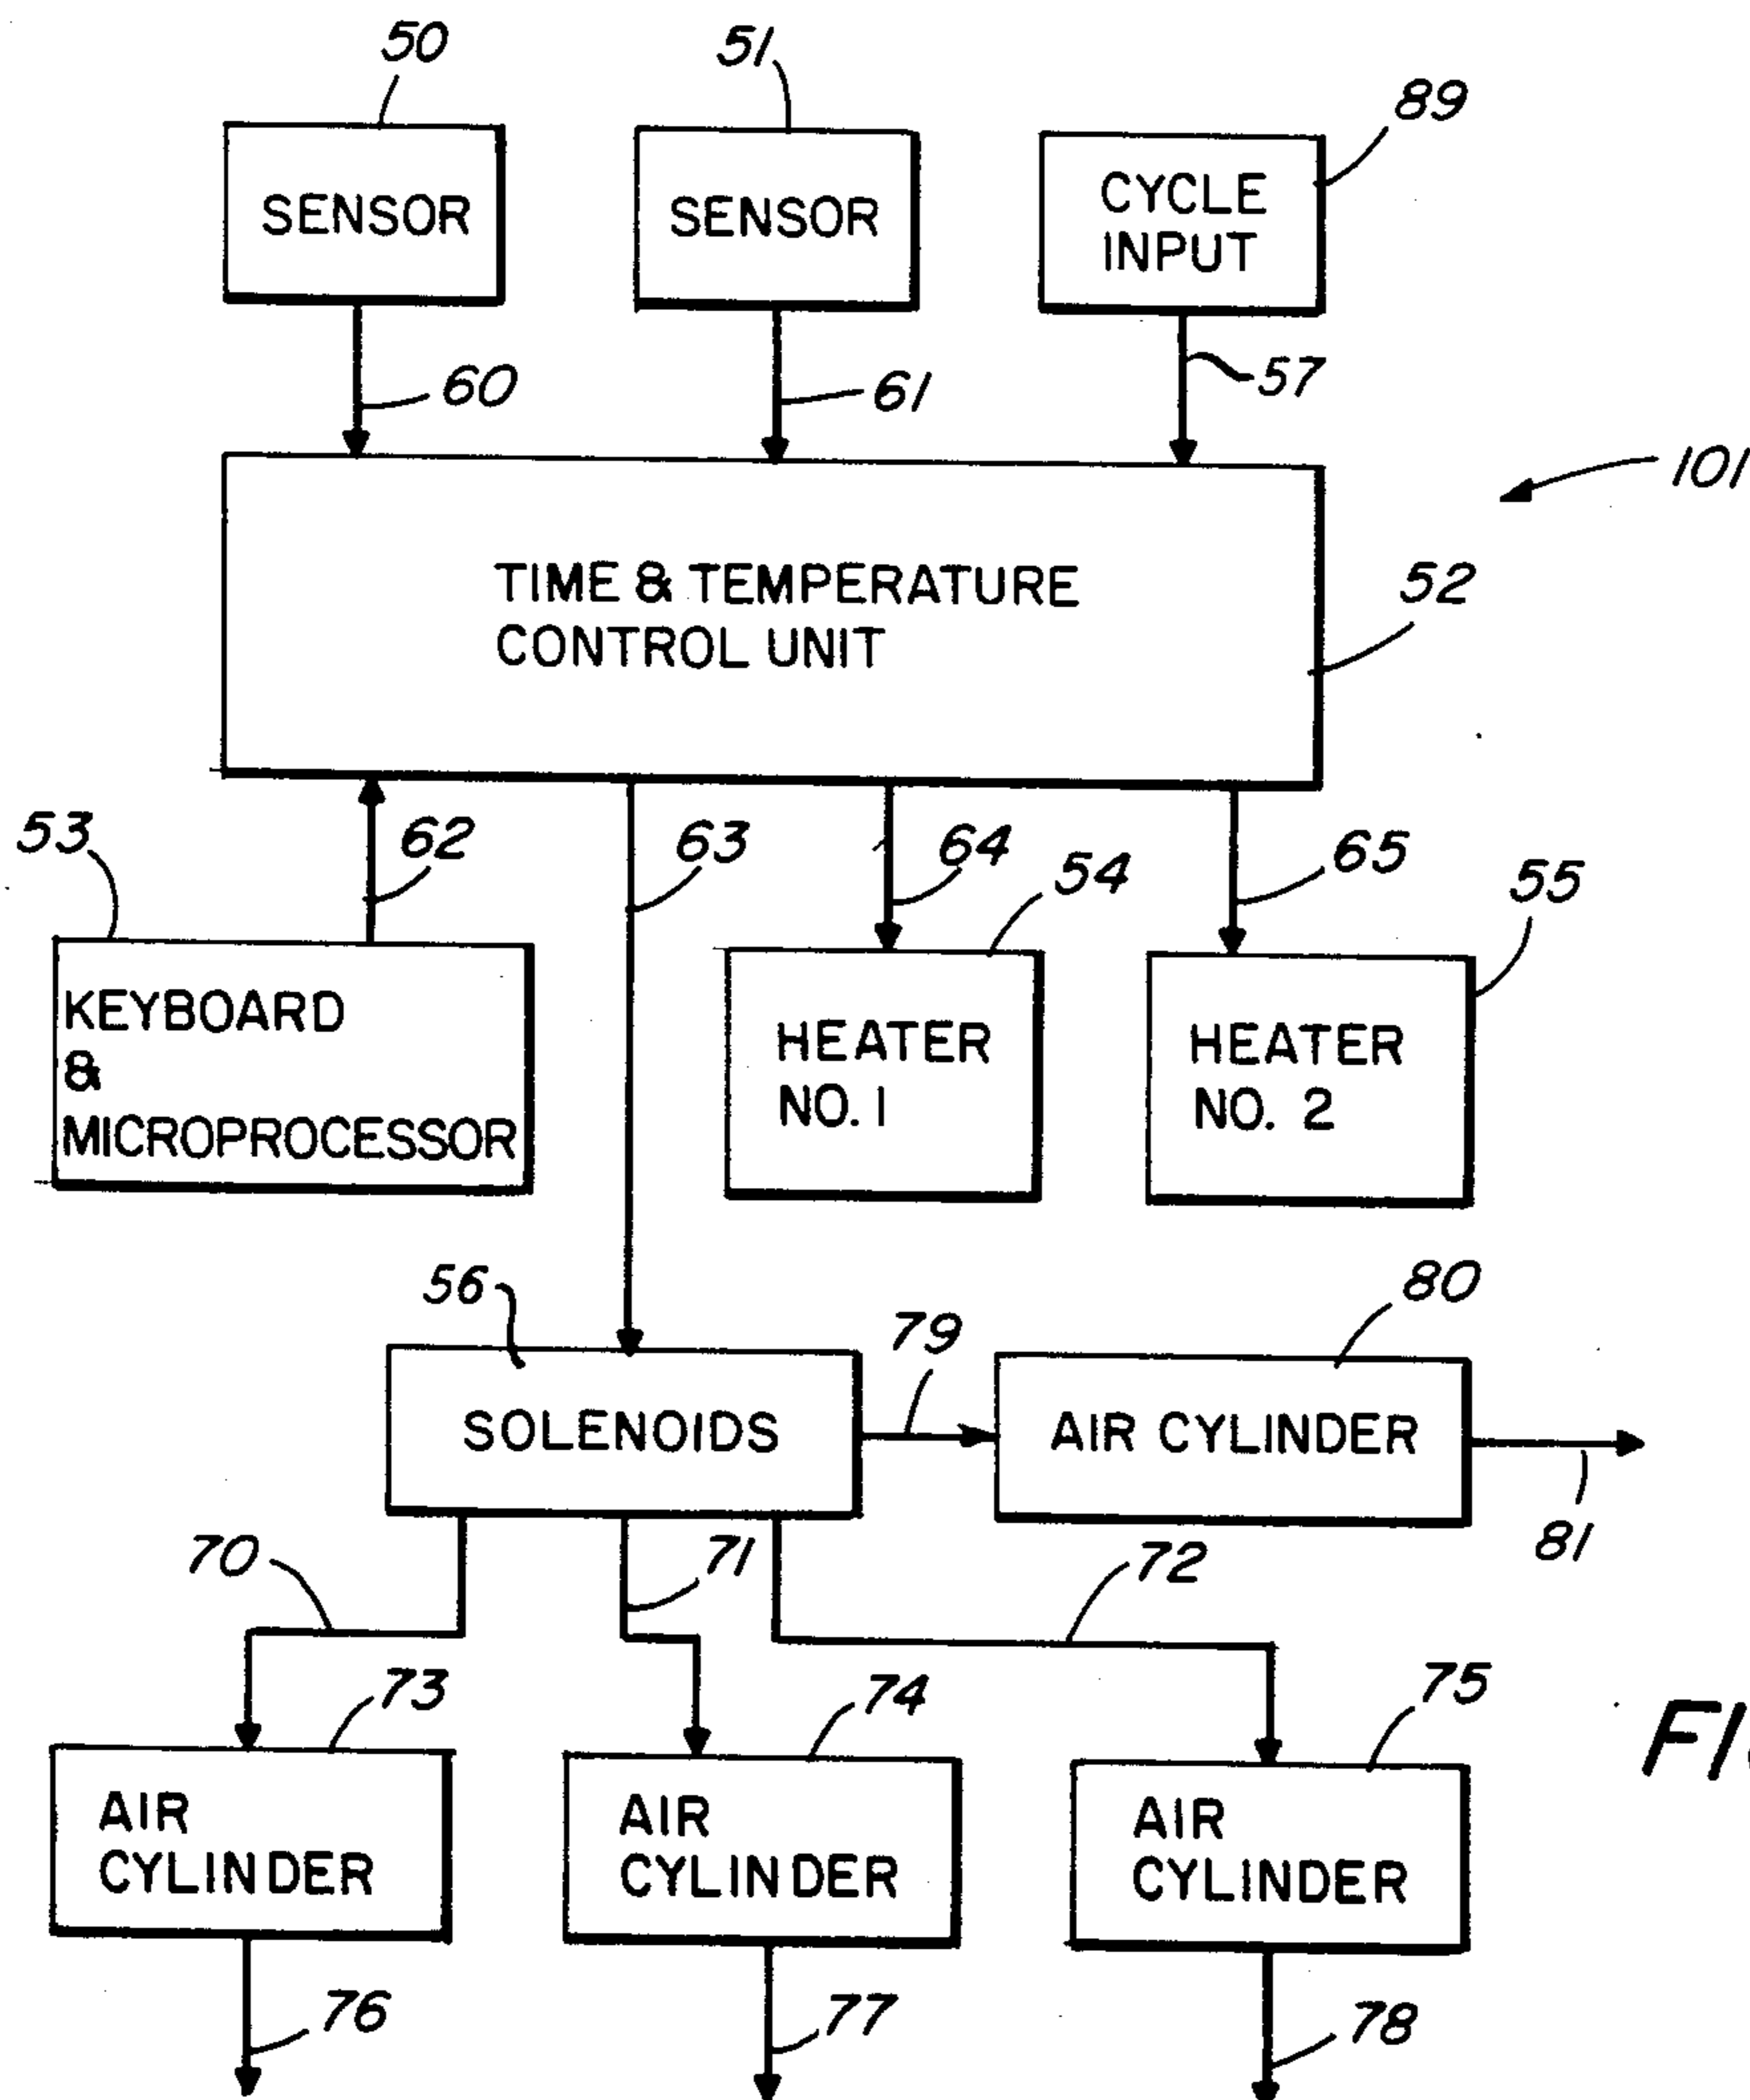 50
51
89
SENSOR
SENSOR
CYCLE
INPUT
60
61
57
101
TIME & TEMPERATURE
CONTROL UNIT
52
53
62
63
64
54
65
55
KEYBOARD
&
MICROPROCESSOR
HEATER
NO. 1
HEATER
NO. 2
56
79
80
SOLENOIDS
AIR CYLINDER
81
70
71
72
73
74
75
AIR
CYLINDER
AIR
CYLINDER
AIR
CYLINDER
76
77
78